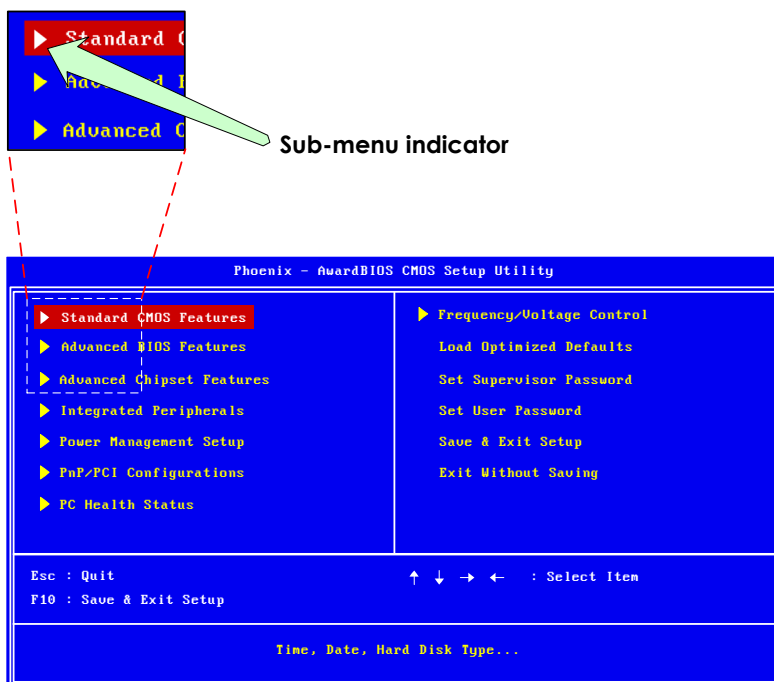 Standard C
Advanced
Advanced C
Sub-menu indicator
Phoenix - AwardBIOS CMOS Setup Utility
Standard CMOS Features
Advanced BIOS Features
Advanced Chipset Features
Integrated Peripherals
Power Management Setup
PnP/PCI Configurations
PC Health Status
Frequency/Voltage Control
Load Optimized Defaults
Set Supervisor Password
Set User Password
Save & Exit Setup
Exit Without Saving
Esc : Quit
F10 : Save & Exit Setup
↑ ↓ → ← : Select Item
Time, Date, Hard Disk Type...